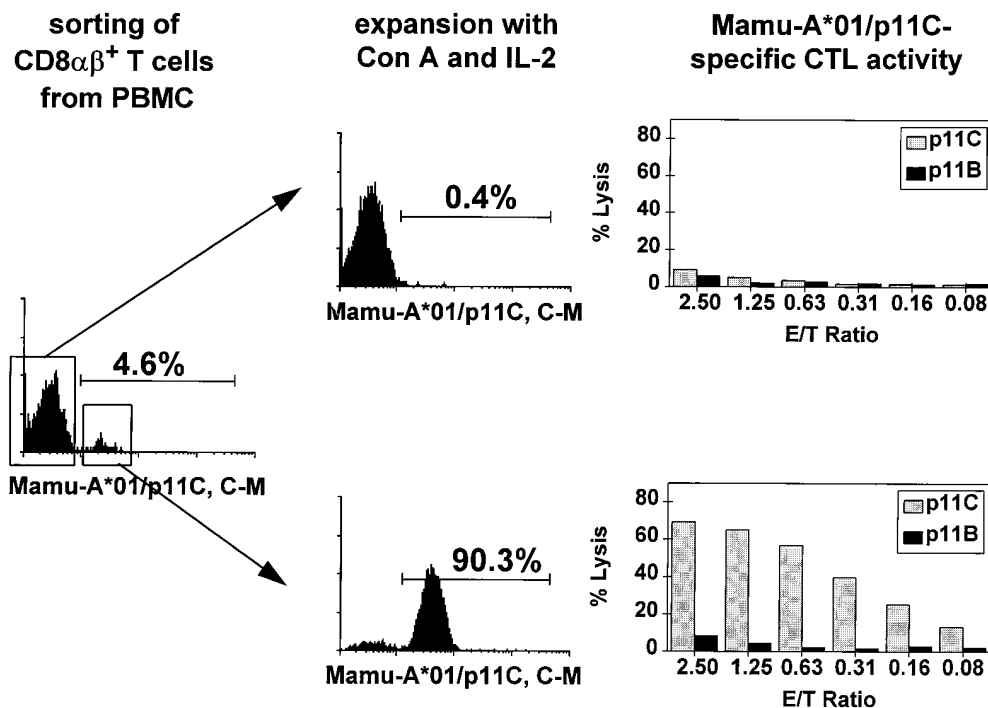 sorting of
CD8αβ⁺ T cells
from PBMC
expansion with
Con A and IL-2
Mamu-A*01/p11C-
specific CTL activity
4.6%
Mamu-A*01/p11C, C-M
0.4%
Mamu-A*01/p11C, C-M
% Lysis
80
60
40
20
0
p11C
p11B
2.50 1.25 0.63 0.31 0.16 0.08
E/T Ratio
90.3%
Mamu-A*01/p11C, C-M
% Lysis
80
60
40
20
0
p11C
p11B
2.50 1.25 0.63 0.31 0.16 0.08
E/T Ratio